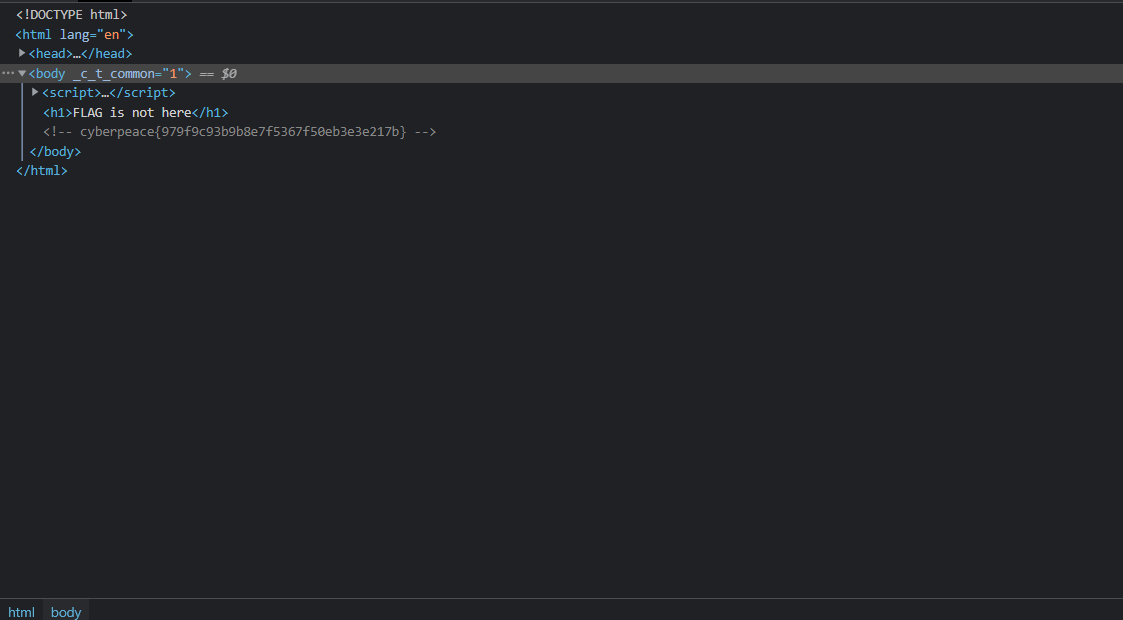 <!DOCTYPE html>
<html lang="en">
<head>…</head>
<body _c_t_common="1"> == $0
<script>…</script>
<h1>FLAG is not here</h1>
<!-- cyberpeace{979f9c93b9b8e7f5367f50eb3e3e217b} -->
</body>
</html>
html body